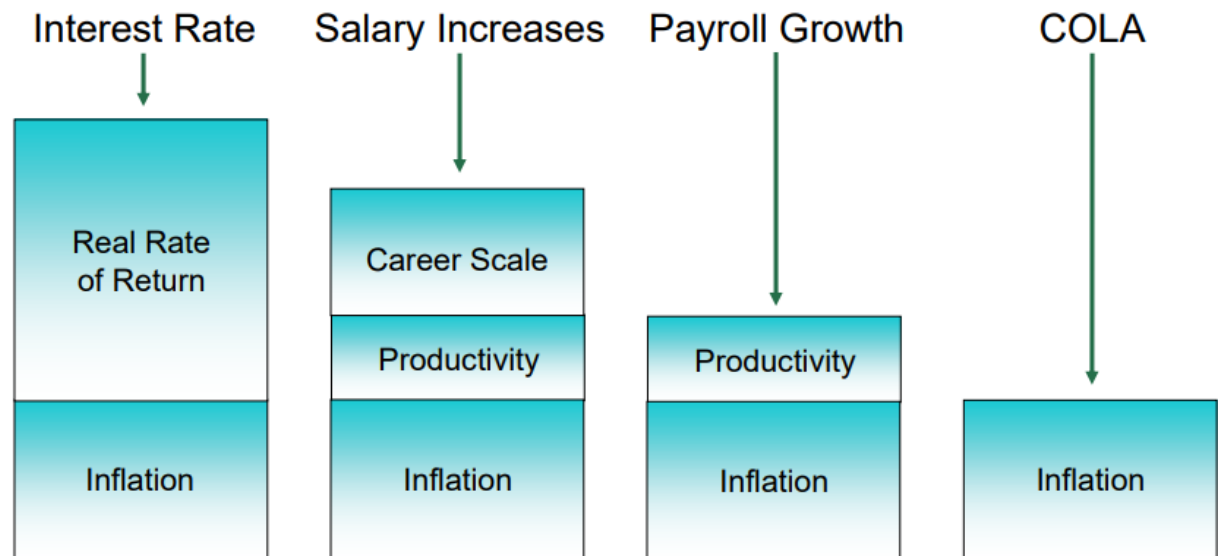 Interest Rate
Salary Increases
Payroll Growth
COLA
Real Rate
of Return
Career Scale
Productivity
Productivity
Inflation
Inflation
Inflation
Inflation